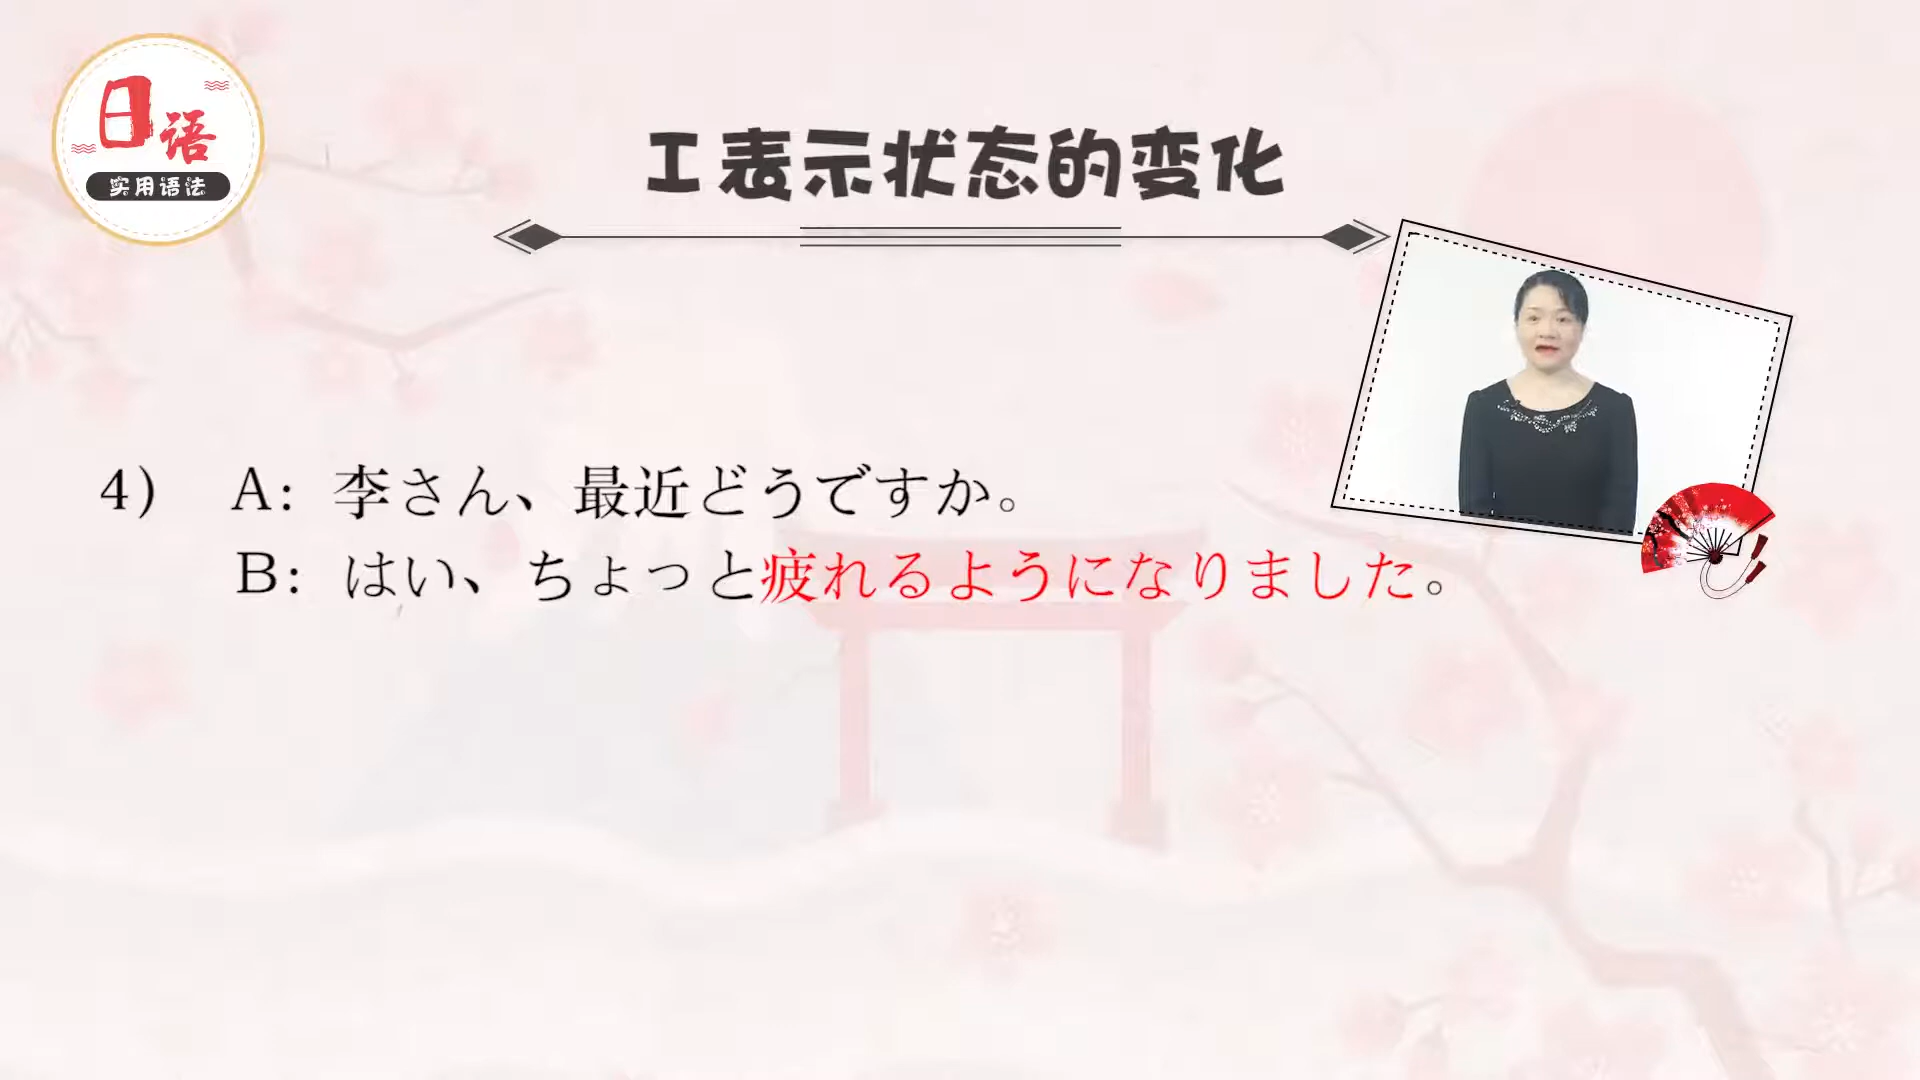 日语
实用语法
工表示状态的变化
4） A：李さん、最近どうですか。
B：はい、ちょっと疲れるようになりました。